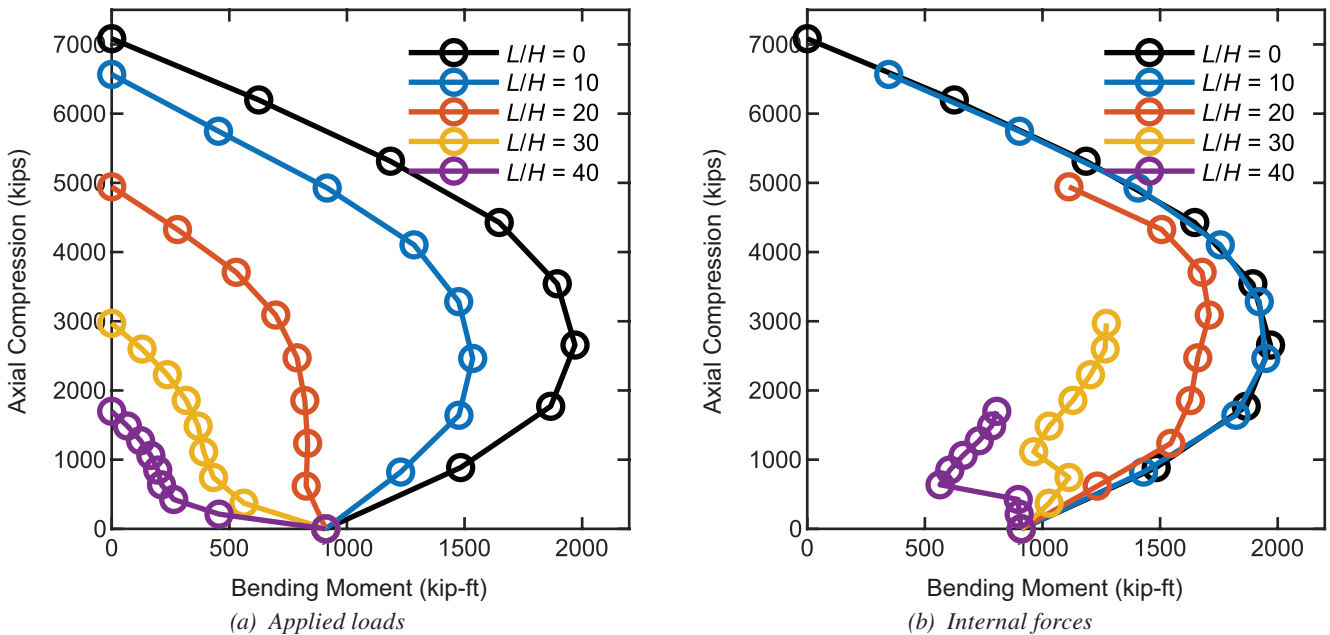 7000
6000
5000
4000
3000
2000
1000
0
Axial Compression (kips)
L/H = 0
L/H = 10
L/H = 20
L/H = 30
L/H = 40
0 500 1000 1500 2000
Bending Moment (kip-ft)
(a) Applied loads
7000
6000
5000
4000
3000
2000
1000
0
Axial Compression (kips)
L/H = 0
L/H = 10
L/H = 20
L/H = 30
L/H = 40
0 500 1000 1500 2000
Bending Moment (kip-ft)
(b) Internal forces